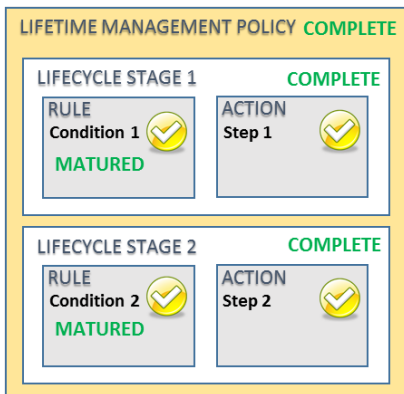 LIFETIME MANAGEMENT POLICY COMPLETE
LIFECYCLE STAGE 1 COMPLETE
RULE
Condition 1
MATURED
ACTION
Step 1
LIFECYCLE STAGE 2 COMPLETE
RULE
Condition 2
MATURED
ACTION
Step 2